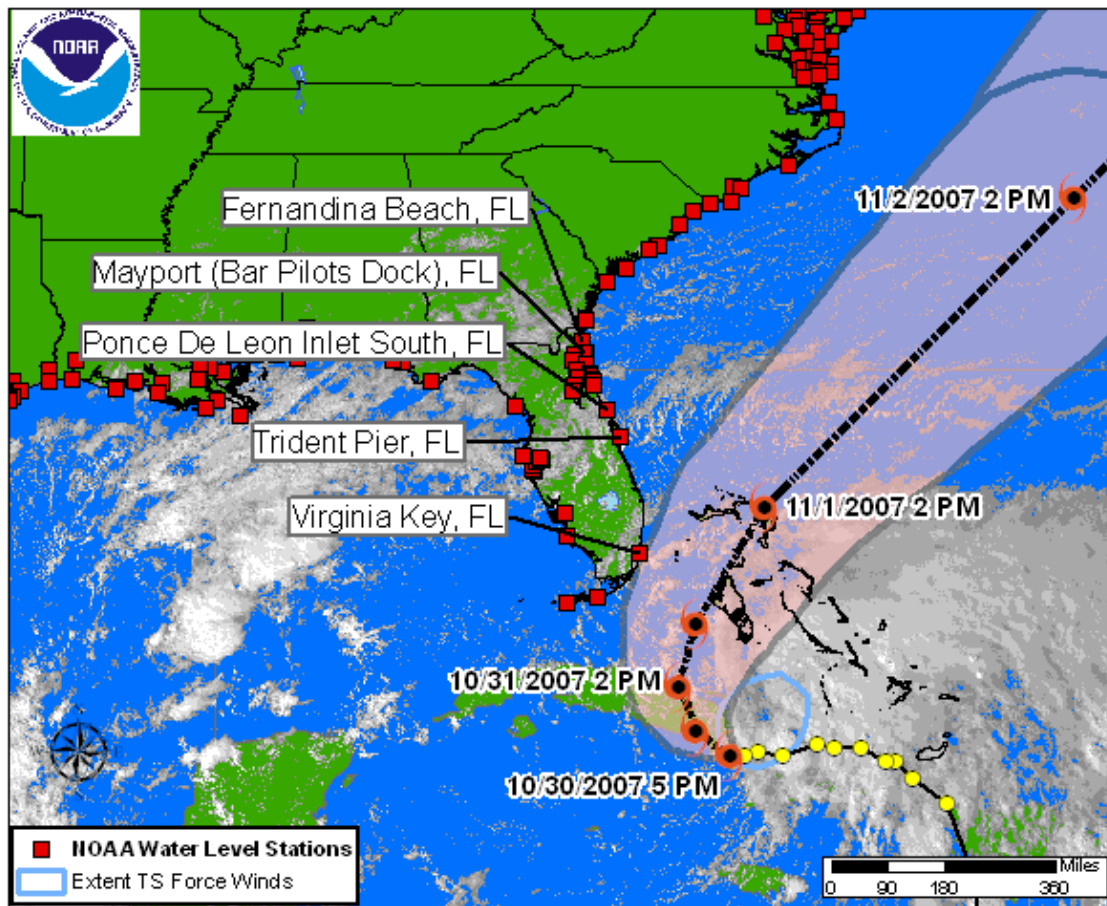 NOAA
11/2/2007 2 PM
Fernandina Beach, FL
Mayport (Bar Pilots Dock), FL
Ponce De Leon Inlet South, FL
Trident Pier, FL
11/1/2007 2 PM
Virginia Key, FL
10/31/2007 2 PM
10/30/2007 5 PM
NOAA Water Level Stations
Extent TS Force Winds
Miles
0 90 180 360